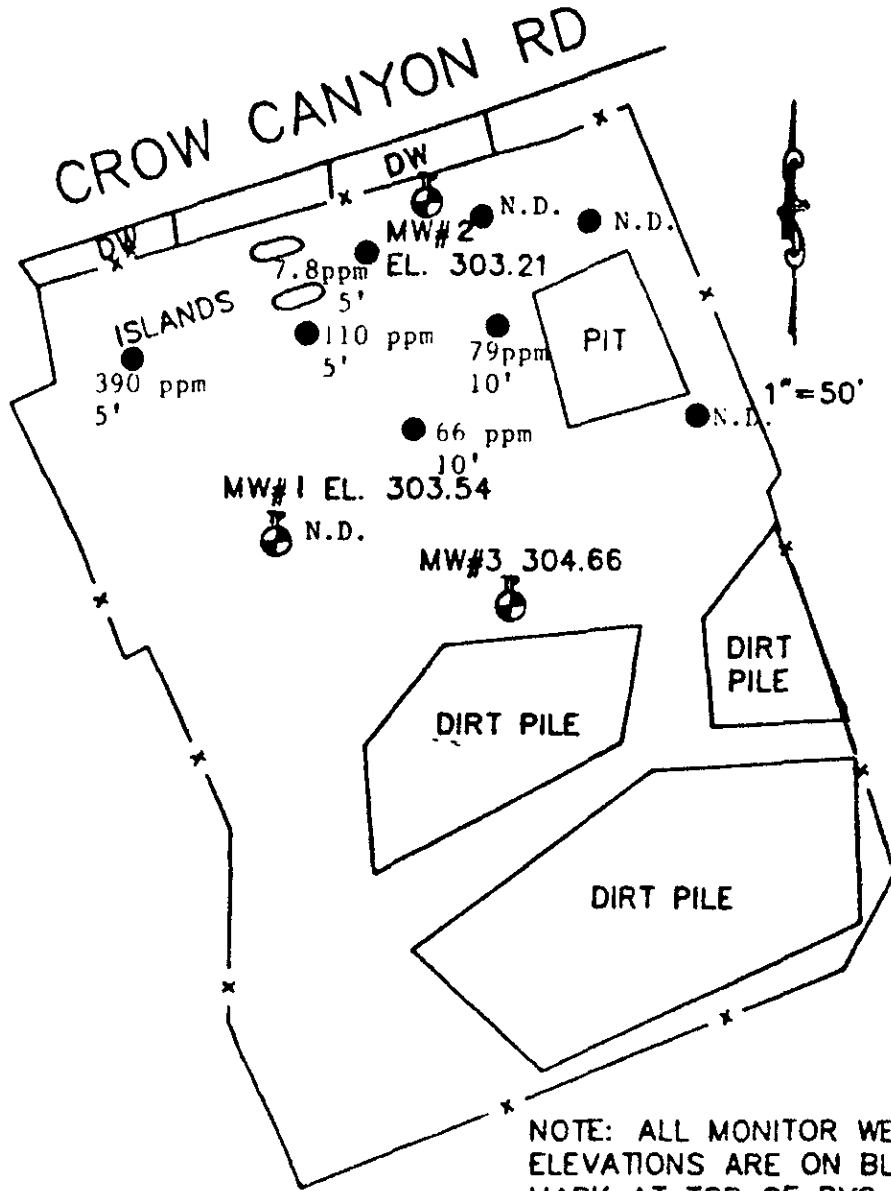 CROW CANYON RD
DW
DW
N.D.
N.D.
MW#2
EL. 303.21
7.8ppm
5'
ISLANDS
110 ppm
5'
79ppm
10'
PIT
390 ppm
5'
1"=50'
N.D.
66 ppm
10'
MW#1 EL. 303.54
N.D.
MW#3 304.66
DIRT
PILE
DIRT PILE
DIRT PILE
NOTE: ALL MONITOR WE
ELEVATIONS ARE ON BL